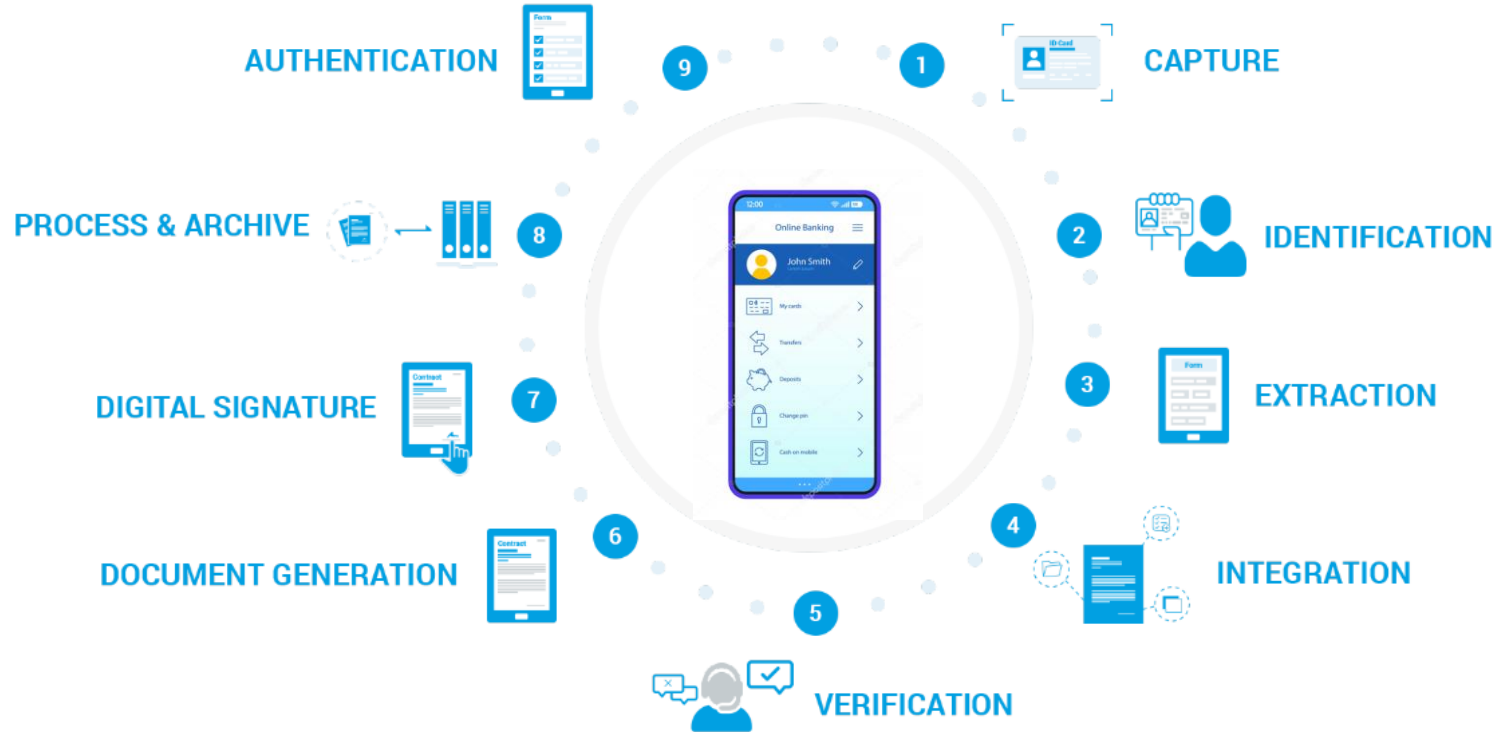 AUTHENTICATION
Form
9
1
ID Card
CAPTURE
PROCESS & ARCHIVE
8
2
IDENTIFICATION
12:00
Online Banking
John Smith
My cards
Transfers
Deposits
Change pin
Cash on mobile
DIGITAL SIGNATURE
Contract
7
3
Form
EXTRACTION
DOCUMENT GENERATION
Contract
6
4
INTEGRATION
5
VERIFICATION